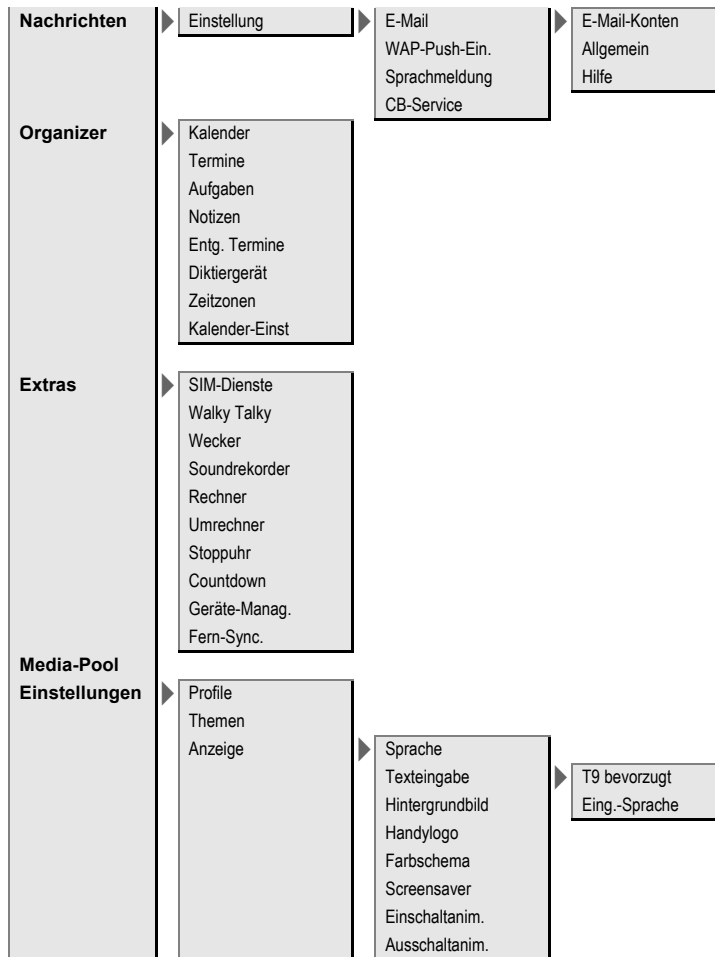 Nachrichten
Einstellung
E-Mail
E-Mail-Konten
WAP-Push-Ein.
Allgemein
Sprachmeldung
Hilfe
CB-Service
Organizer
Kalender
Termine
Aufgaben
Notizen
Entg. Termine
Diktiergerät
Zeitzonen
Kalender-Einst
Extras
SIM-Dienste
Walky Talky
Wecker
Soundrekorder
Rechner
Umrechner
Stoppuhr
Countdown
Geräte-Manag.
Fern-Sync.
Media-Pool
Einstellungen
Profile
Themen
Anzeige
Sprache
Texteingabe
T9 bevorzugt
Hintergrundbild
Eing.-Sprache
Handylogo
Farbschema
Screensaver
Einschaltanim.
Ausschaltanim.